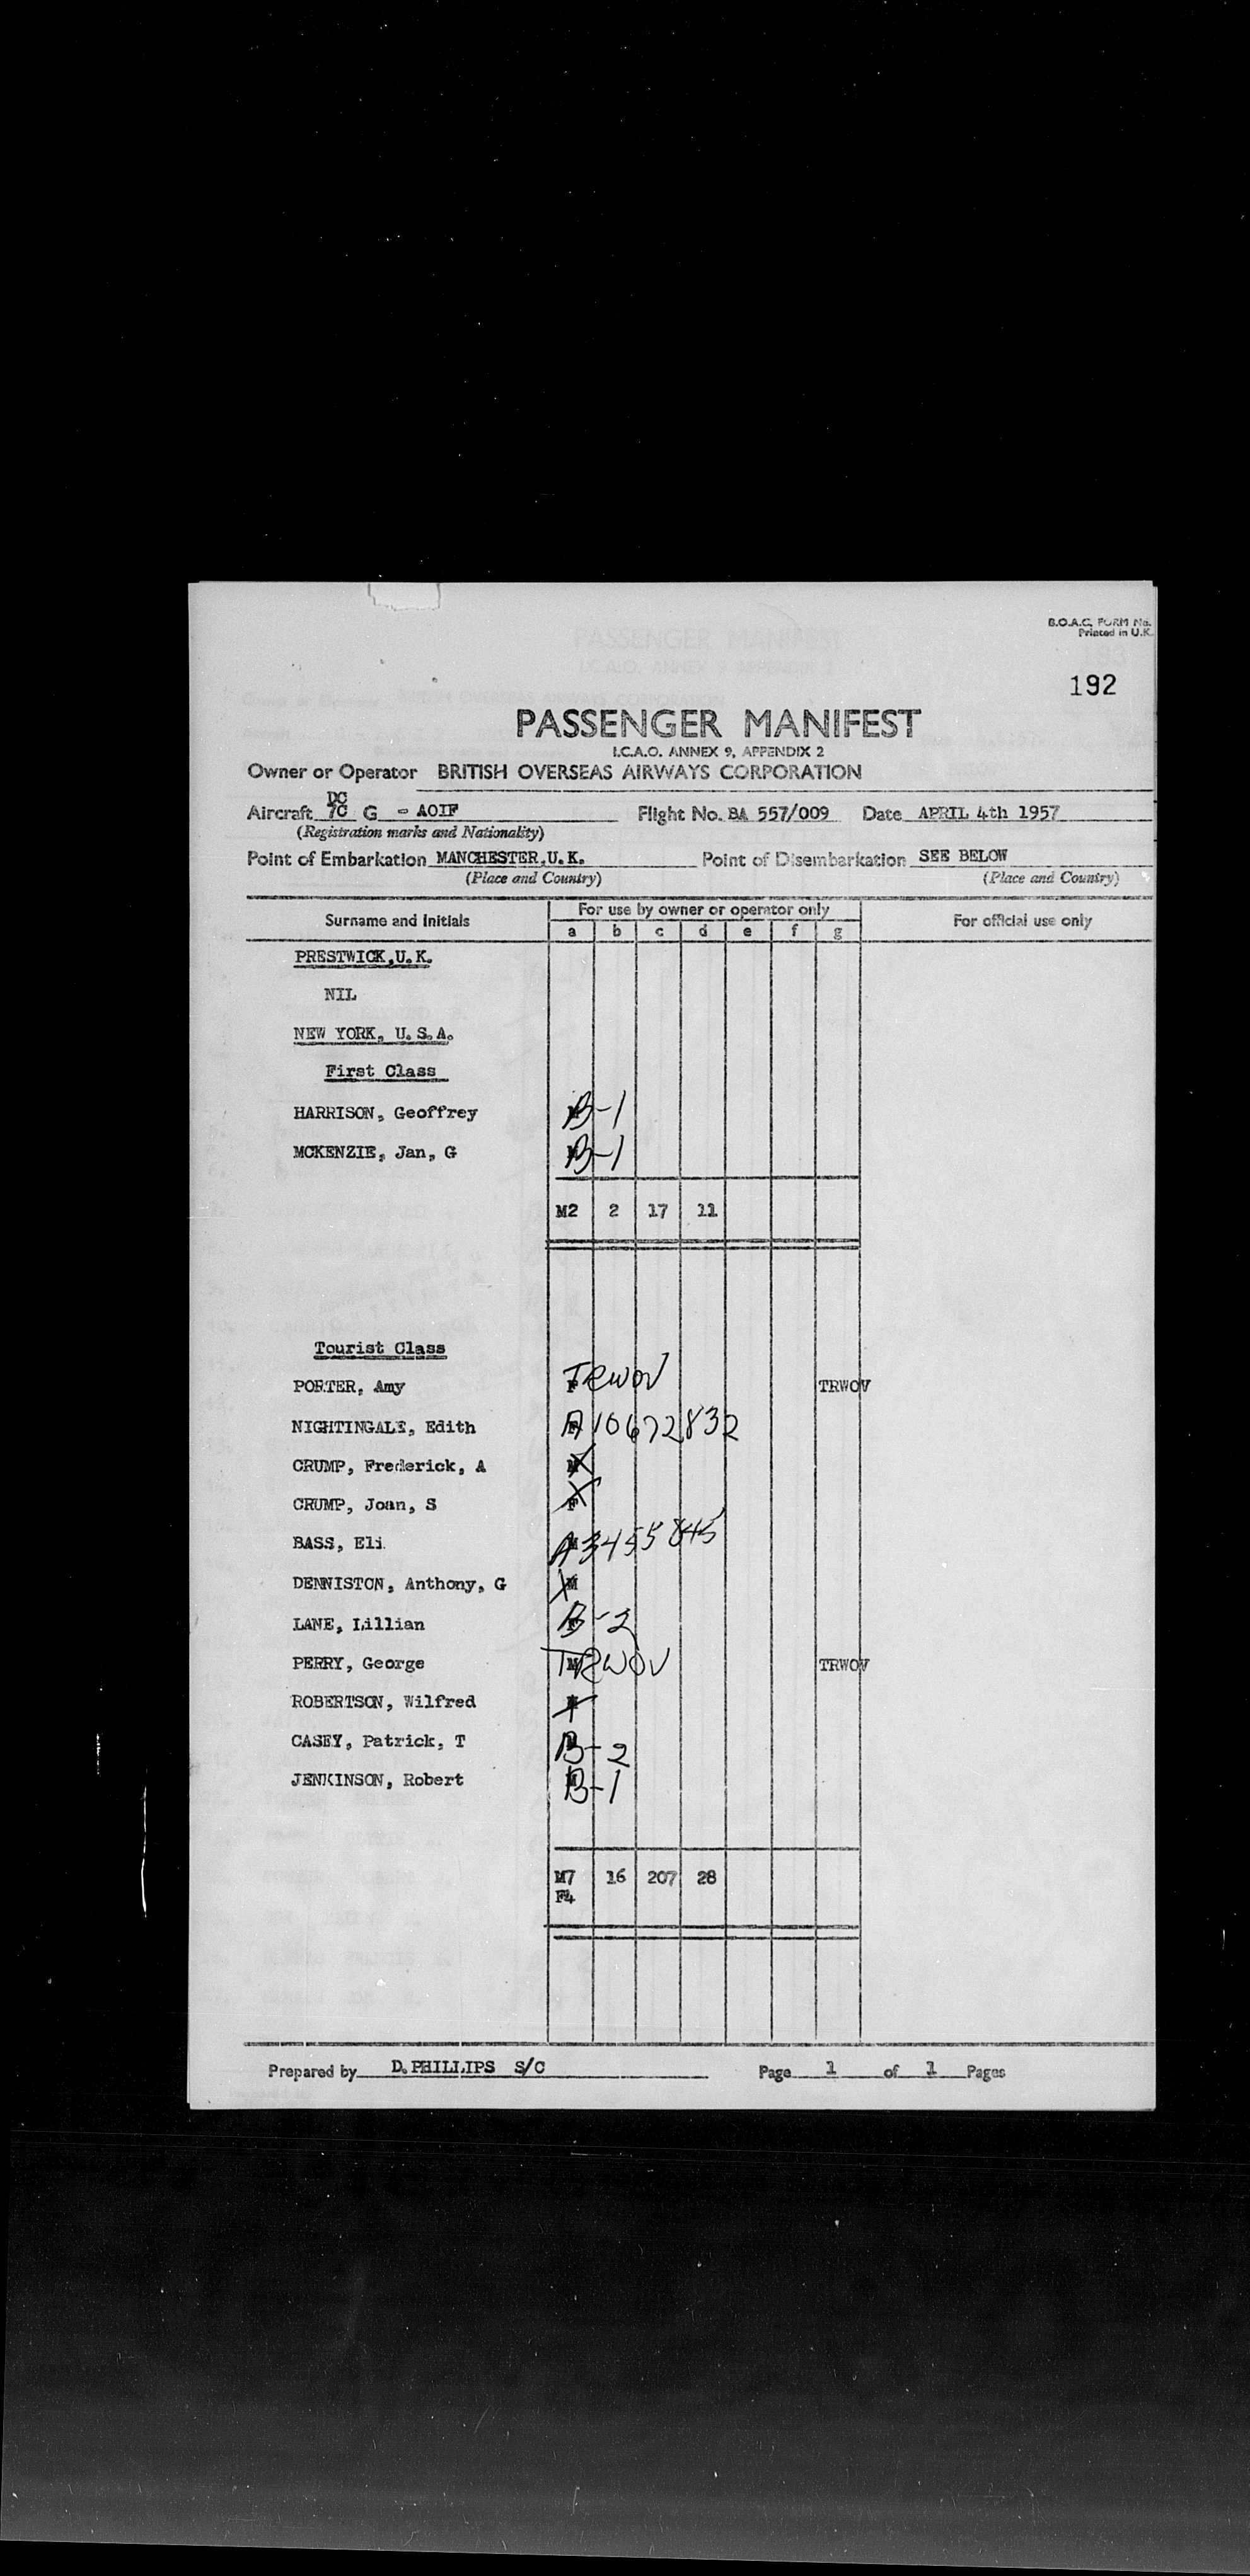 B.O.A.C. FORM No.
Printed in U.K.
192
PASSENGER MANIFEST
I.C.A.O. ANNEX 9, APPENDIX 2
Owner or Operator BRITISH OVERSEAS AIRWAYS CORPORATION
DC
Aircraft 7C G - AOIF Flight No. BA 557/009 Date APRIL 4th 1957
(Registration marks and Nationality)
Point of Embarkation MANCHESTER, U.K. Point of Disembarkation SEE BELOW
(Place and Country) (Place and Country)
Surname and Initials For use by owner or operator only For official use only
a b c d e f g
PRESTWICK, U.K.
NIL
NEW YORK, U.S.A.
First Class
HARRISON, Geoffrey B-1
MCKENZIE, Jan, G B-1
M2 2 17 11
Tourist Class
PORTER, Amy TRWOV TRWOV
NIGHTINGALE, Edith A10672832
CRUMP, Frederick, A X
CRUMP, Joan, S F X
BASS, Eli A3455845
DENNISTON, Anthony, G X M
LANE, Lillian B-2
PERRY, George M TRWOV TRWOV
ROBERTSON, Wilfred
CASEY, Patrick, T B-2
JENKINSON, Robert B-1
M7 16 207 28
F4
Prepared by D. PHILLIPS S/C Page 1 of 1 Pages